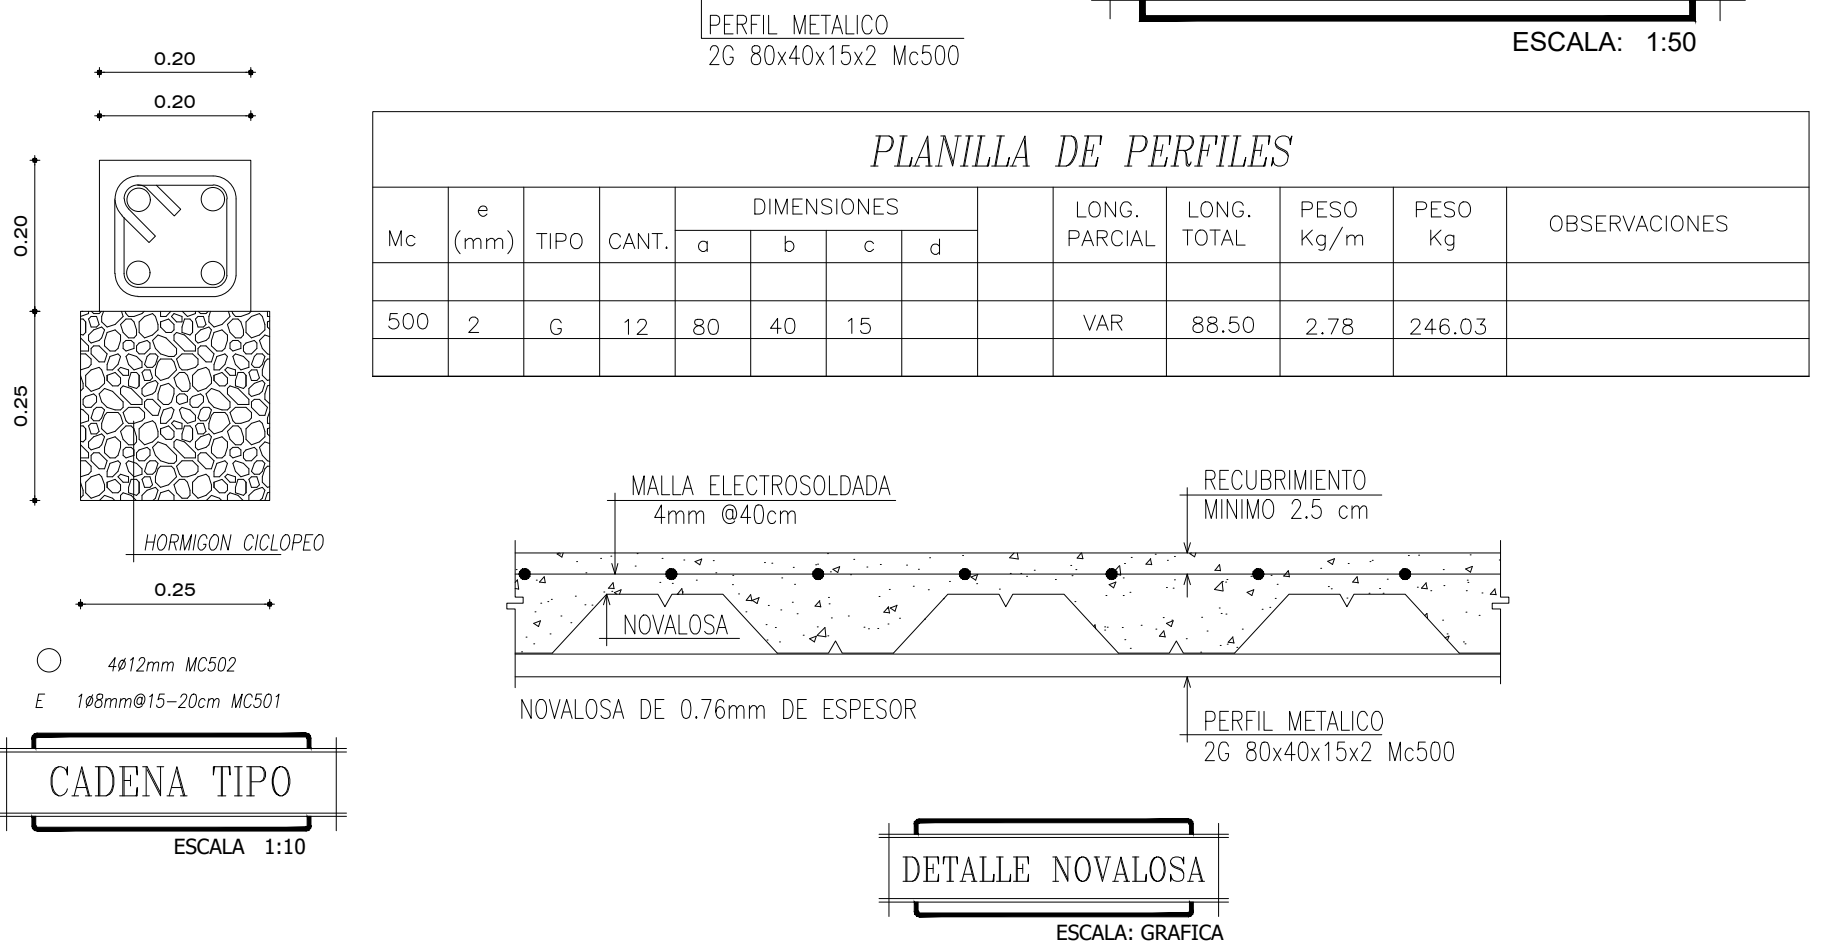 PERFIL METALICO
2G 80x40x15x2 Mc500
ESCALA: 1:50
0.20
0.20
0.20
0.25
HORMIGON CICLOPEO
0.25
4ø12mm MC502
E 1ø8mm@15-20cm MC501
CADENA TIPO
ESCALA 1:10
PLANILLA DE PERFILES
Mc
e
(mm)
TIPO
CANT.
DIMENSIONES
a b c d
LONG.
PARCIAL
LONG.
TOTAL
PESO
Kg/m
PESO
Kg
OBSERVACIONES
500 2 G 12 80 40 15 VAR 88.50 2.78 246.03
MALLA ELECTROSOLDADA
4mm @40cm
RECUBRIMIENTO
MINIMO 2.5 cm
NOVALOSA
NOVALOSA DE 0.76mm DE ESPESOR
PERFIL METALICO
2G 80x40x15x2 Mc500
DETALLE NOVALOSA
ESCALA: GRAFICA